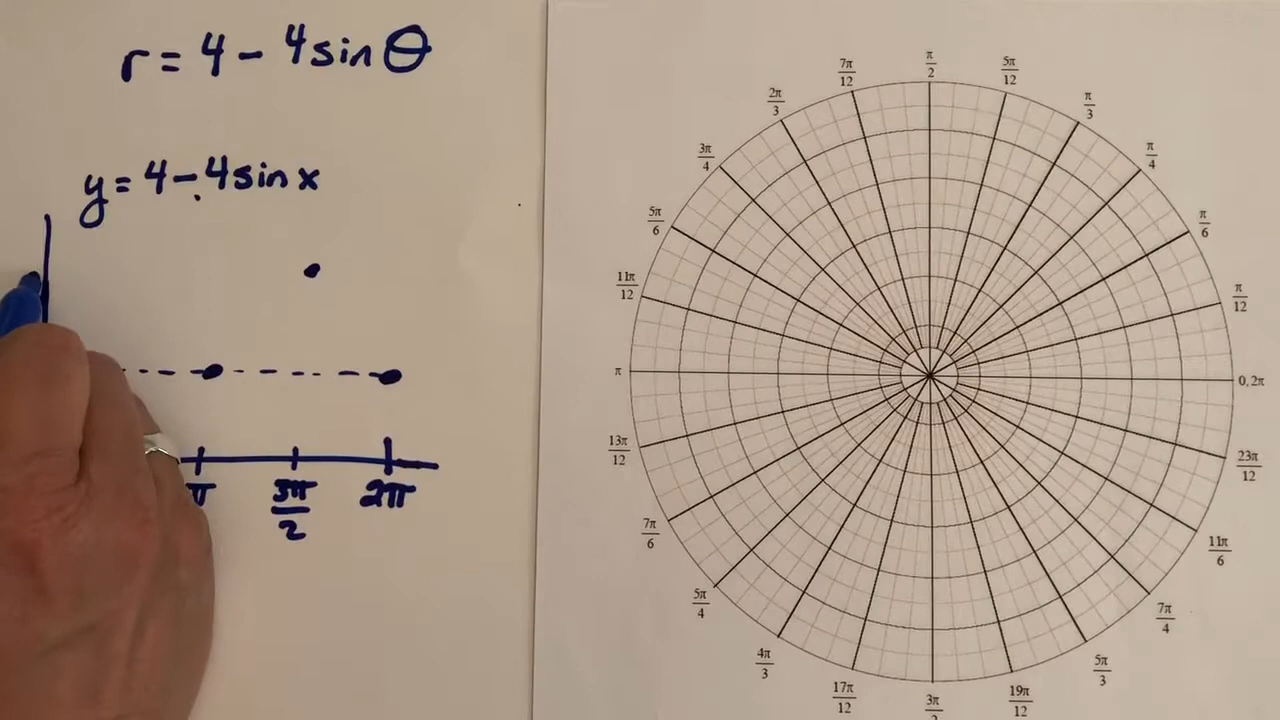 r = 4 - 4sinθ
y = 4 - 4sin x
π 3π/2 2π
π/2
7π/12 5π/12
2π/3 π/3
3π/4 π/4
5π/6 π/6
11π/12 π/12
π 0, 2π
13π/12 23π/12
7π/6 11π/6
5π/4 7π/4
4π/3 5π/3
17π/12 19π/12
3π/2